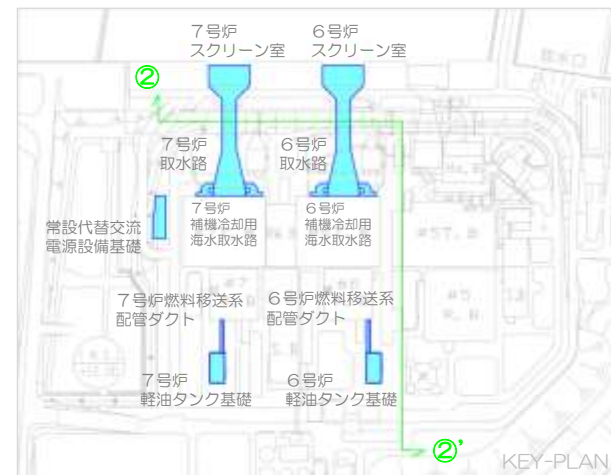 7号炉
スクリーン室
6号炉
スクリーン室
②
7号炉
取水路
6号炉
取水路
常設代替交流
電源設備基礎
7号炉
補機冷却用
海水取水路
6号炉
補機冷却用
海水取水路
7号炉燃料移送系
配管ダクト
6号炉燃料移送系
配管ダクト
7号炉
軽油タンク基礎
6号炉
軽油タンク基礎
②'
KEY-PLAN